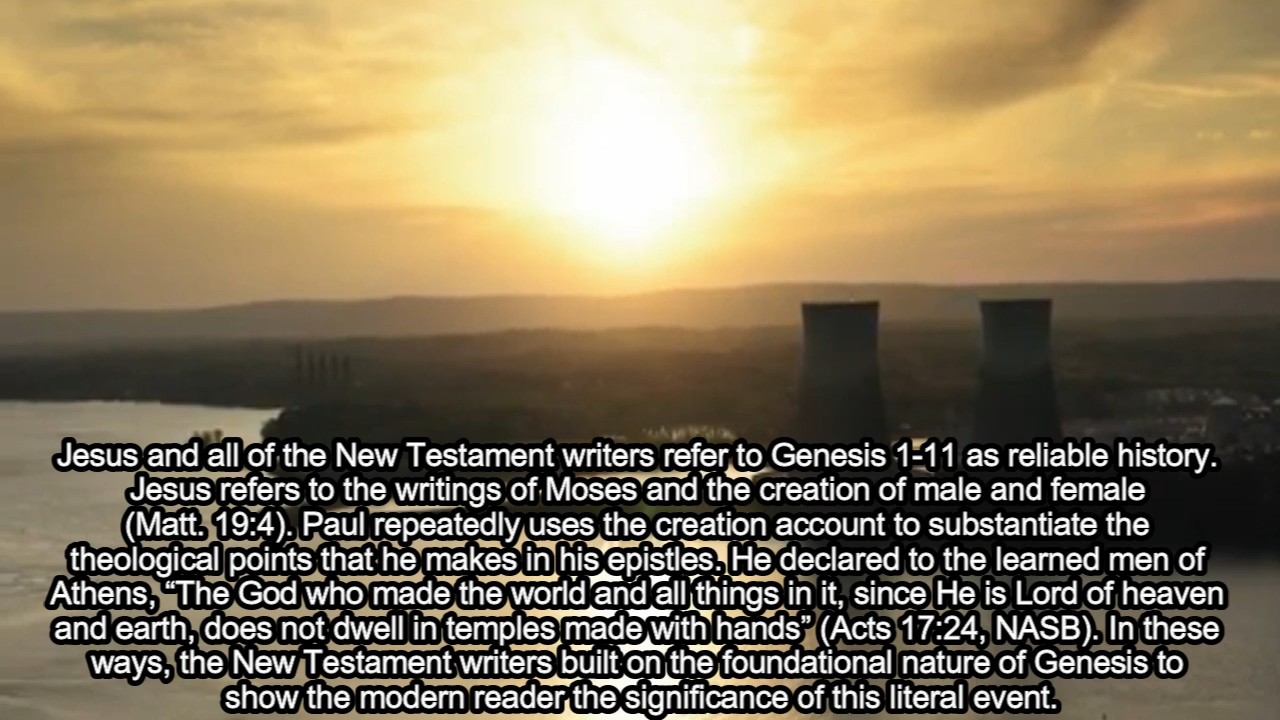 Jesus and all of the New Testament writers refer to Genesis 1-11 as reliable history.
Jesus refers to the writings of Moses and the creation of male and female
(Matt. 19:4). Paul repeatedly uses the creation account to substantiate the
theological points that he makes in his epistles. He declared to the learned men of
Athens, “The God who made the world and all things in it, since He is Lord of heaven
and earth, does not dwell in temples made with hands” (Acts 17:24, NASB). In these
ways, the New Testament writers built on the foundational nature of Genesis to
show the modern reader the significance of this literal event.